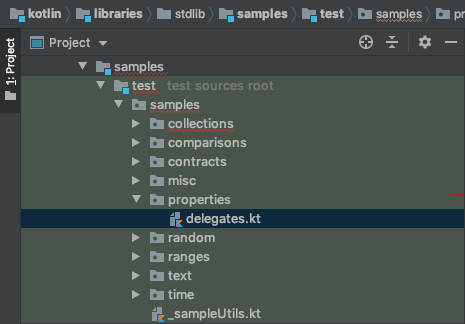 kotlin libraries stdlib samples test samples
Project
1: Project
samples
test test sources root
samples
collections
comparisons
contracts
misc
properties
delegates.kt
random
ranges
text
time
_sampleUtils.kt